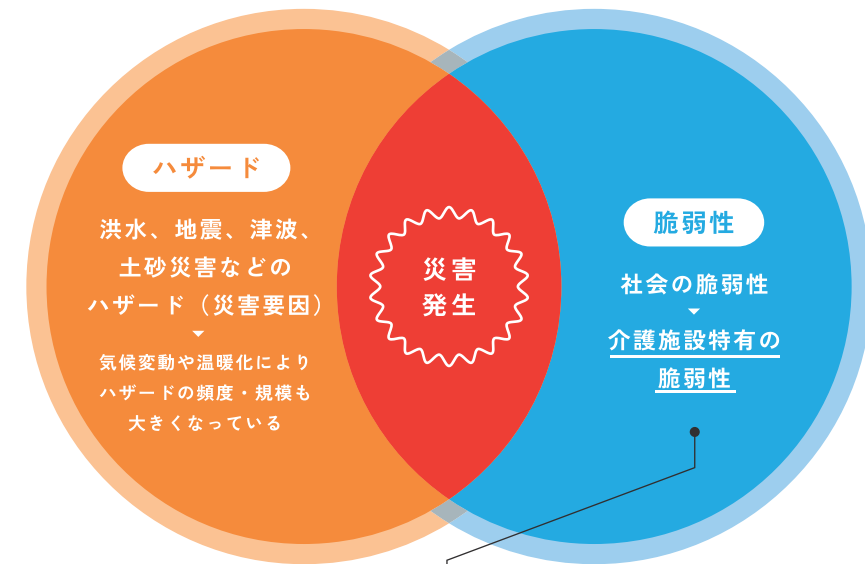 ハザード
洪水、地震、津波、
土砂災害などの
ハザード（災害要因）
気候変動や温暖化により
ハザードの頻度・規模も
大きくなっている
災害
発生
脆弱性
社会の脆弱性
介護施設特有の
脆弱性